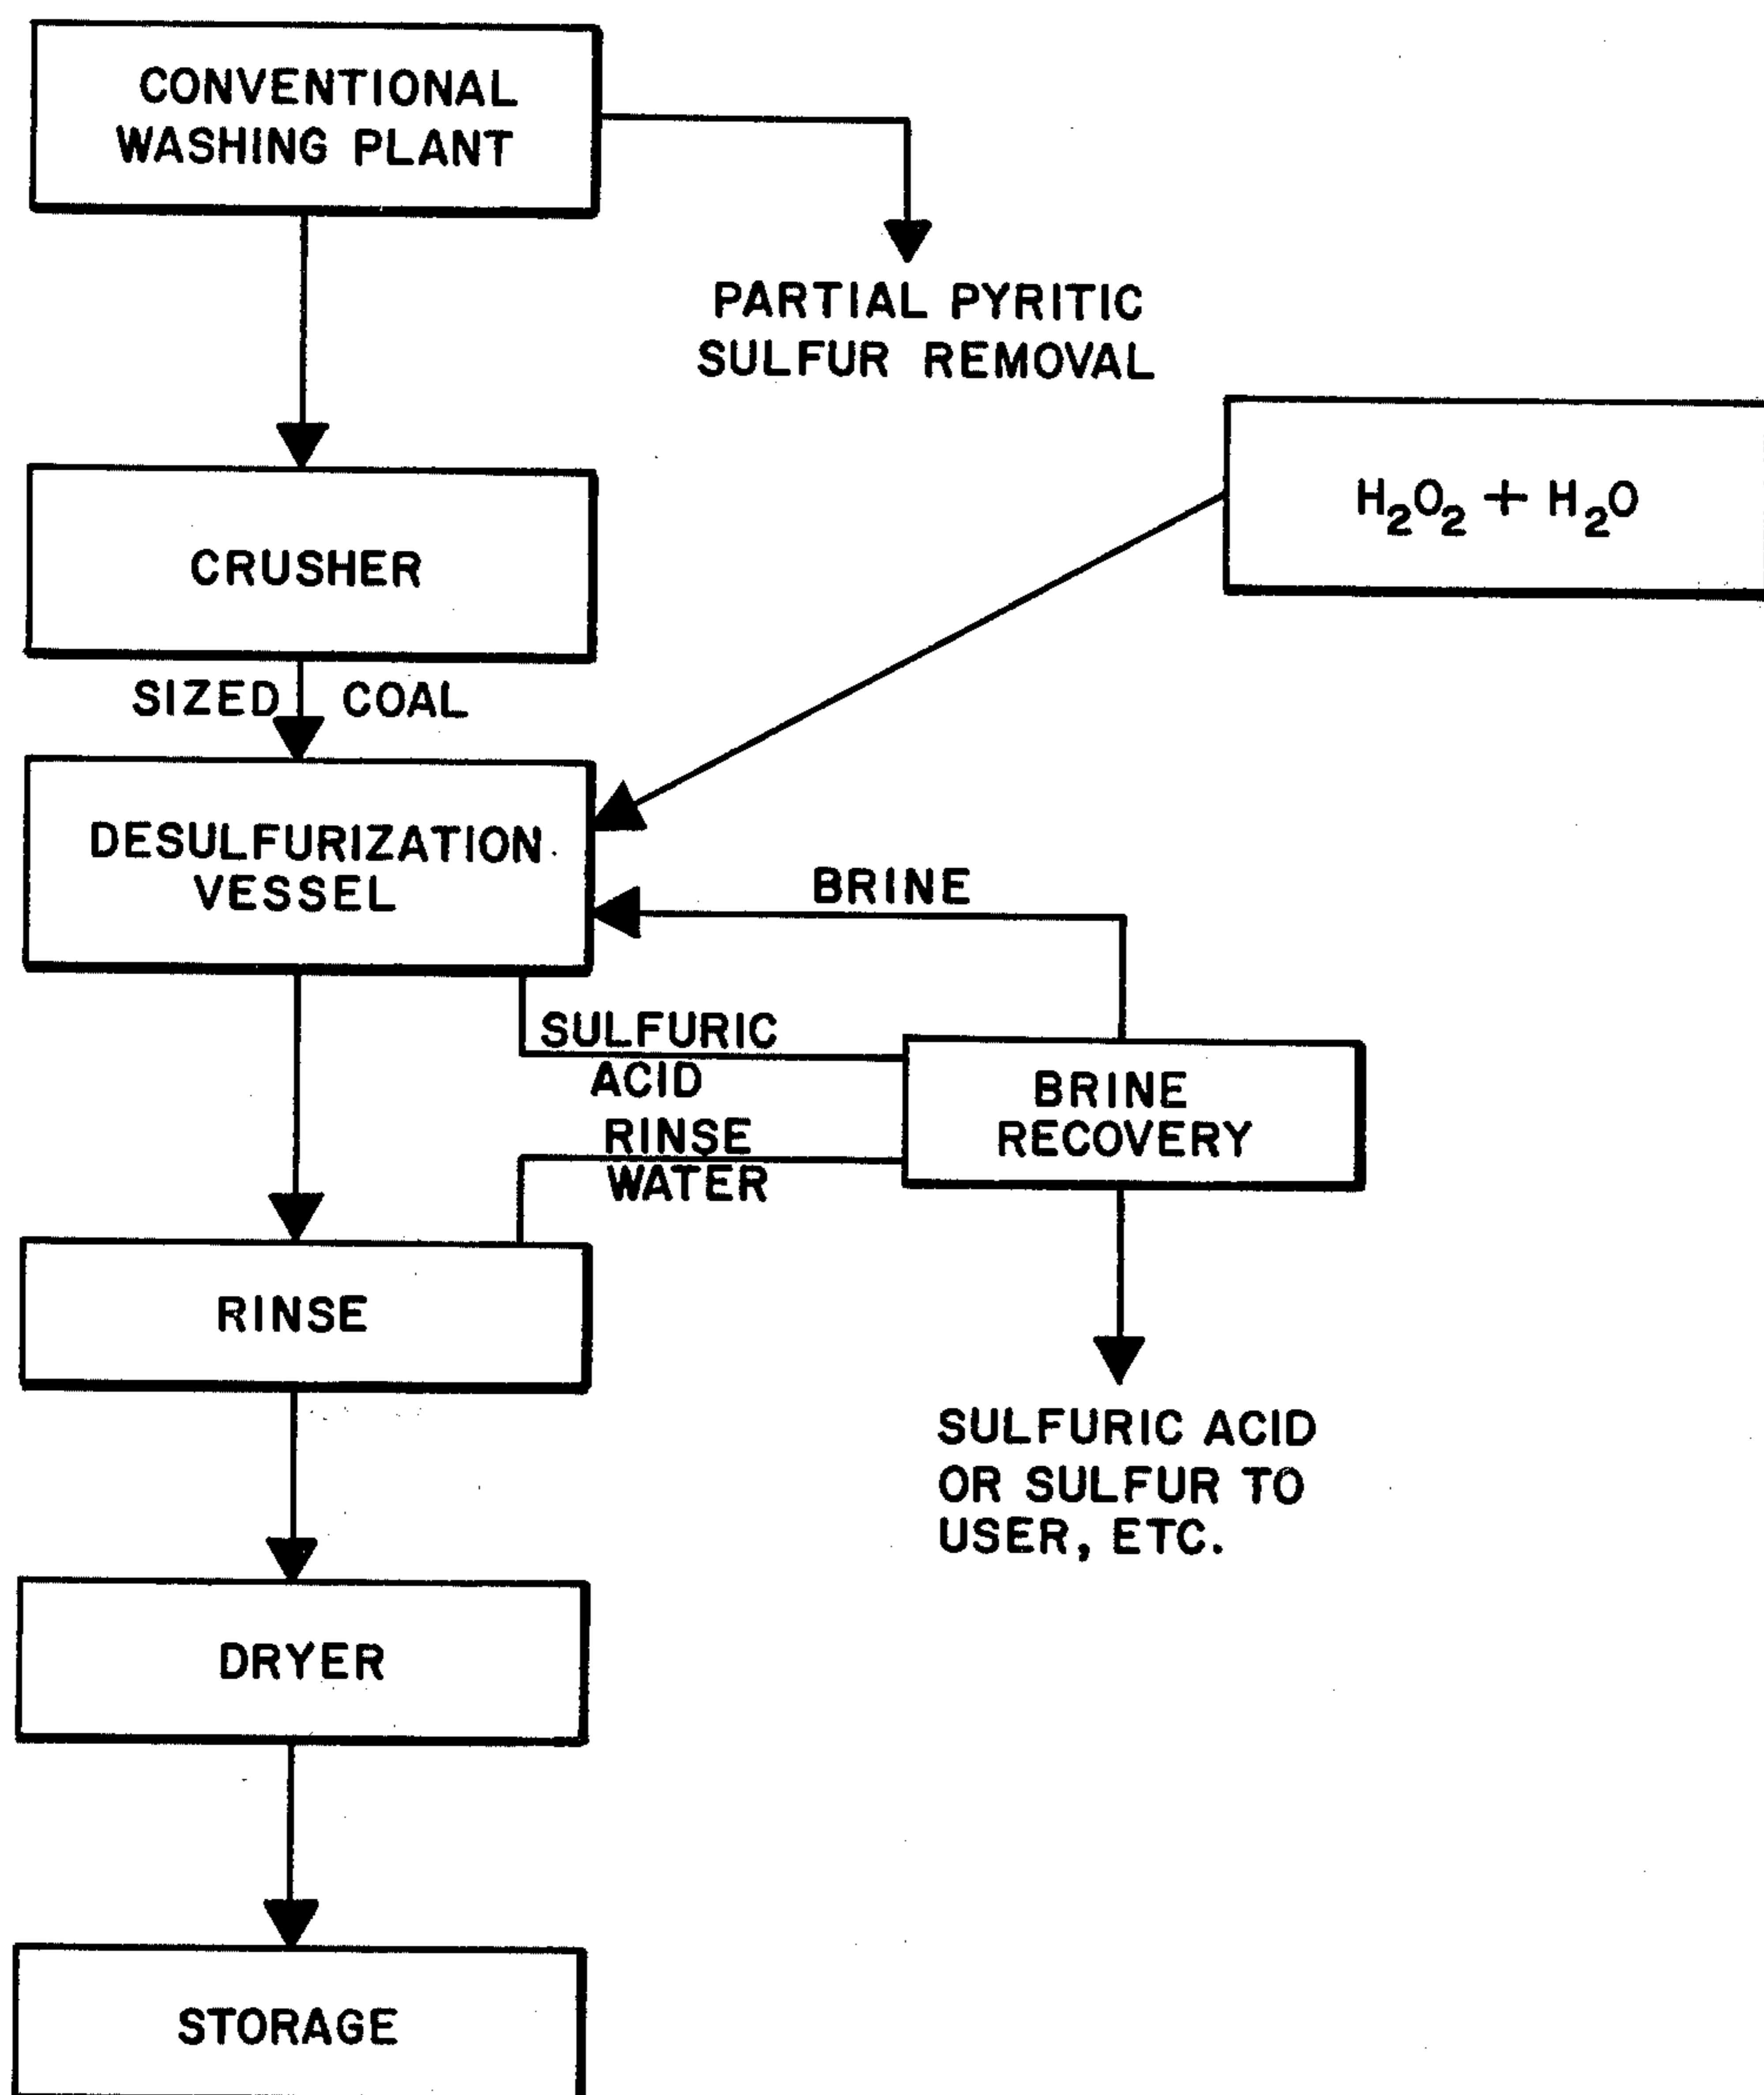 CONVENTIONAL
WASHING PLANT
PARTIAL PYRITIC
SULFUR REMOVAL
H₂O₂ + H₂O
CRUSHER
SIZED COAL
DESULFURIZATION
VESSEL
BRINE
SULFURIC
ACID
RINSE
WATER
BRINE
RECOVERY
RINSE
SULFURIC ACID
OR SULFUR TO
USER, ETC.
DRYER
STORAGE